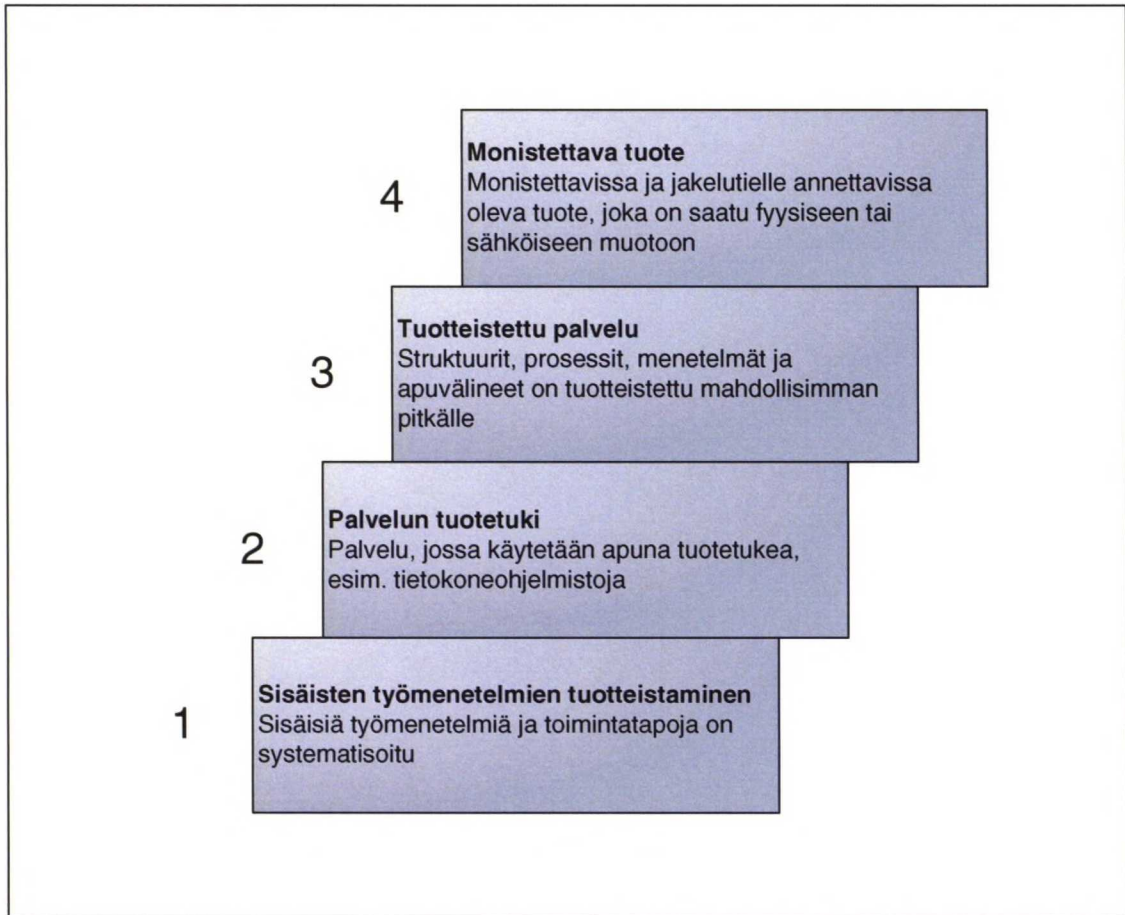 4
Monistettava tuote
Monistettavissa ja jakelutielle annettavissa
oleva tuote, joka on saatu fyysiseen tai
sähköiseen muotoon
3
Tuotteistettu palvelu
Struktuurit, prosessit, menetelmät ja
apuvälineet on tuotteistettu mahdollisimman
pitkälle
2
Palvelun tuotetuki
Palvelu, jossa käytetään apuna tuotetukea,
esim. tietokoneohjelmistoja
1
Sisäisten työmenetelmien tuotteistaminen
Sisäisiä työmenetelmiä ja toimintatapoja on
systematisoitu